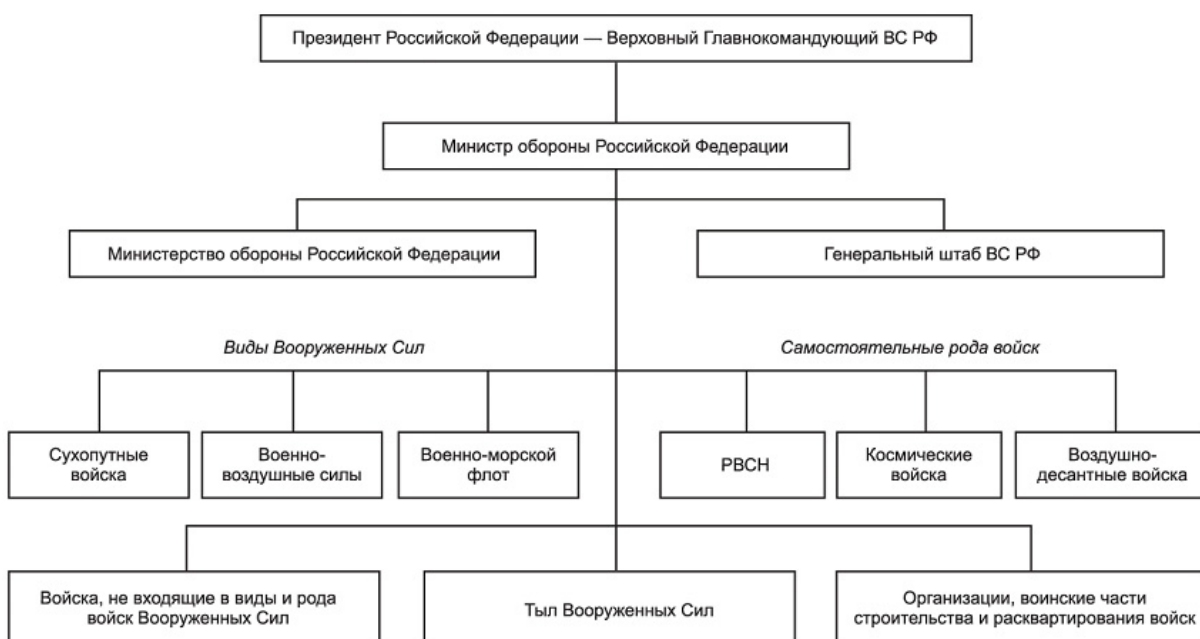 Президент Российской Федерации — Верховный Главнокомандующий ВС РФ
Министр обороны Российской Федерации
Министерство обороны Российской Федерации
Генеральный штаб ВС РФ
Виды Вооруженных Сил
Самостоятельные рода войск
Сухопутные
войска
Военно-
воздушные силы
Военно-морской
флот
РВСН
Космические
войска
Воздушно-
десантные войска
Войска, не входящие в виды и рода
войск Вооруженных Сил
Тыл Вооруженных Сил
Организации, воинские части
строительства и расквартирования войск